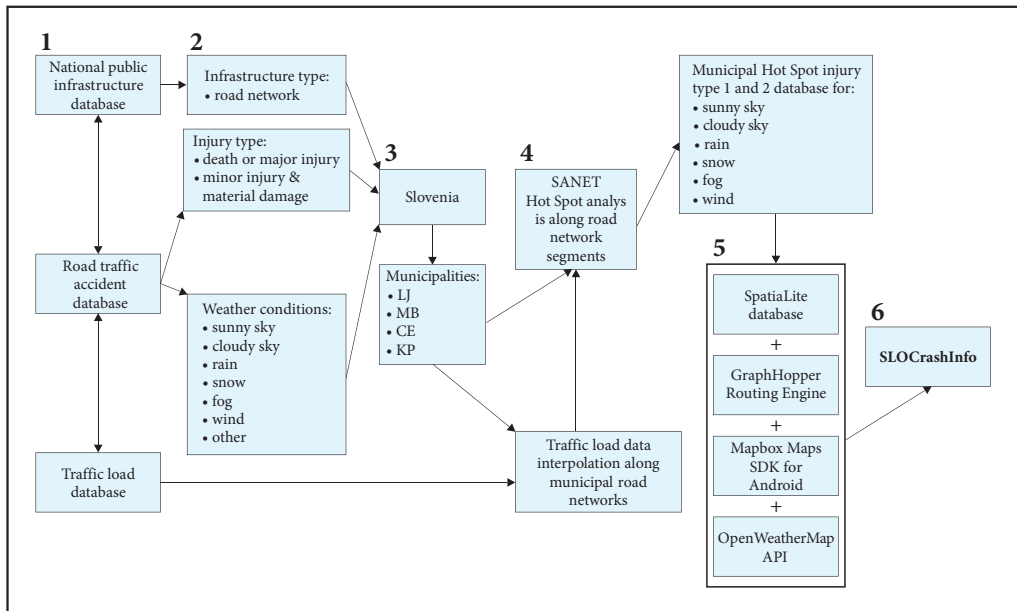 1
National public
infrastructure
database
2
Infrastructure type:
• road network
Injury type:
• death or major injury
• minor injury &
material damage
Road traffic
accident
database
Weather conditions:
• sunny sky
• cloudy sky
• rain
• snow
• fog
• wind
• other
Traffic load
database
3
Slovenia
Municipalities:
• LJ
• MB
• CE
• KP
4
SANET
Hot Spot analys
is along road
network
segments
Traffic load data
interpolation along
municipal road
networks
Municipal Hot Spot injury
type 1 and 2 database for:
• sunny sky
• cloudy sky
• rain
• snow
• fog
• wind
5
SpatiaLite
database
+
GraphHopper
Routing Engine
+
Mapbox Maps
SDK for
Android
+
OpenWeatherMap
API
6
SLOCrashInfo